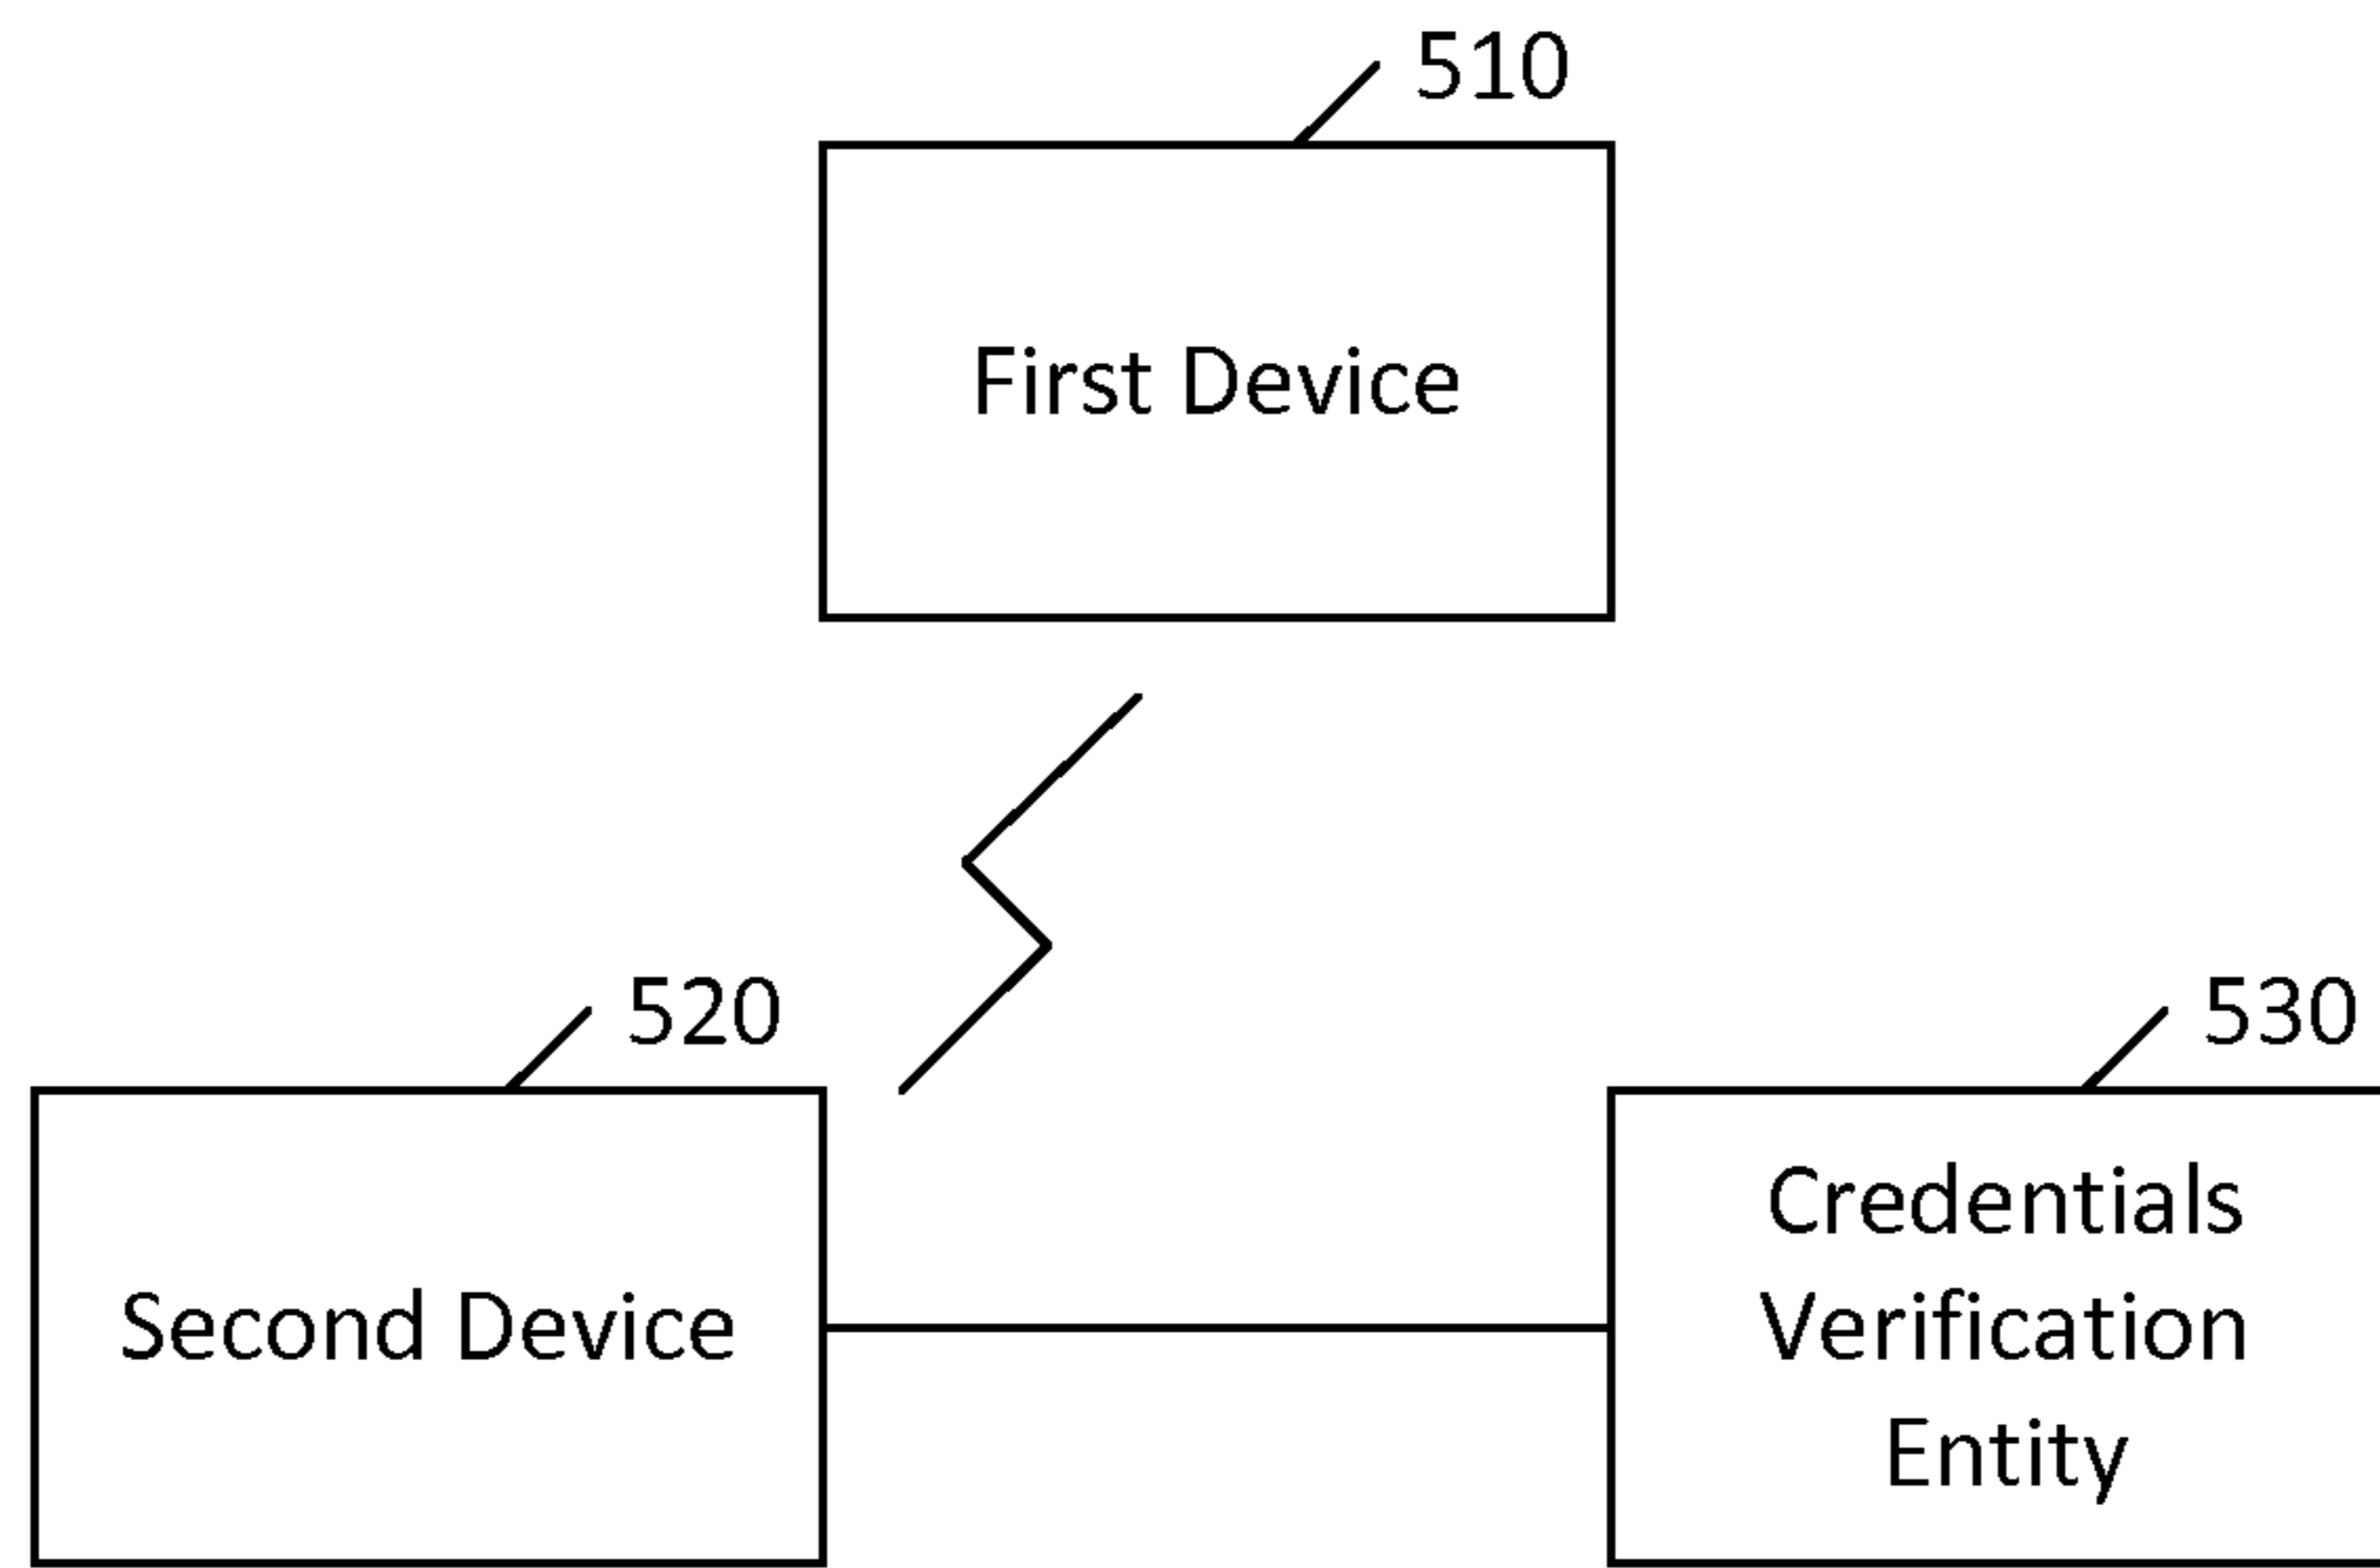 510
First Device
520
Second Device
530
Credentials
Verification
Entity